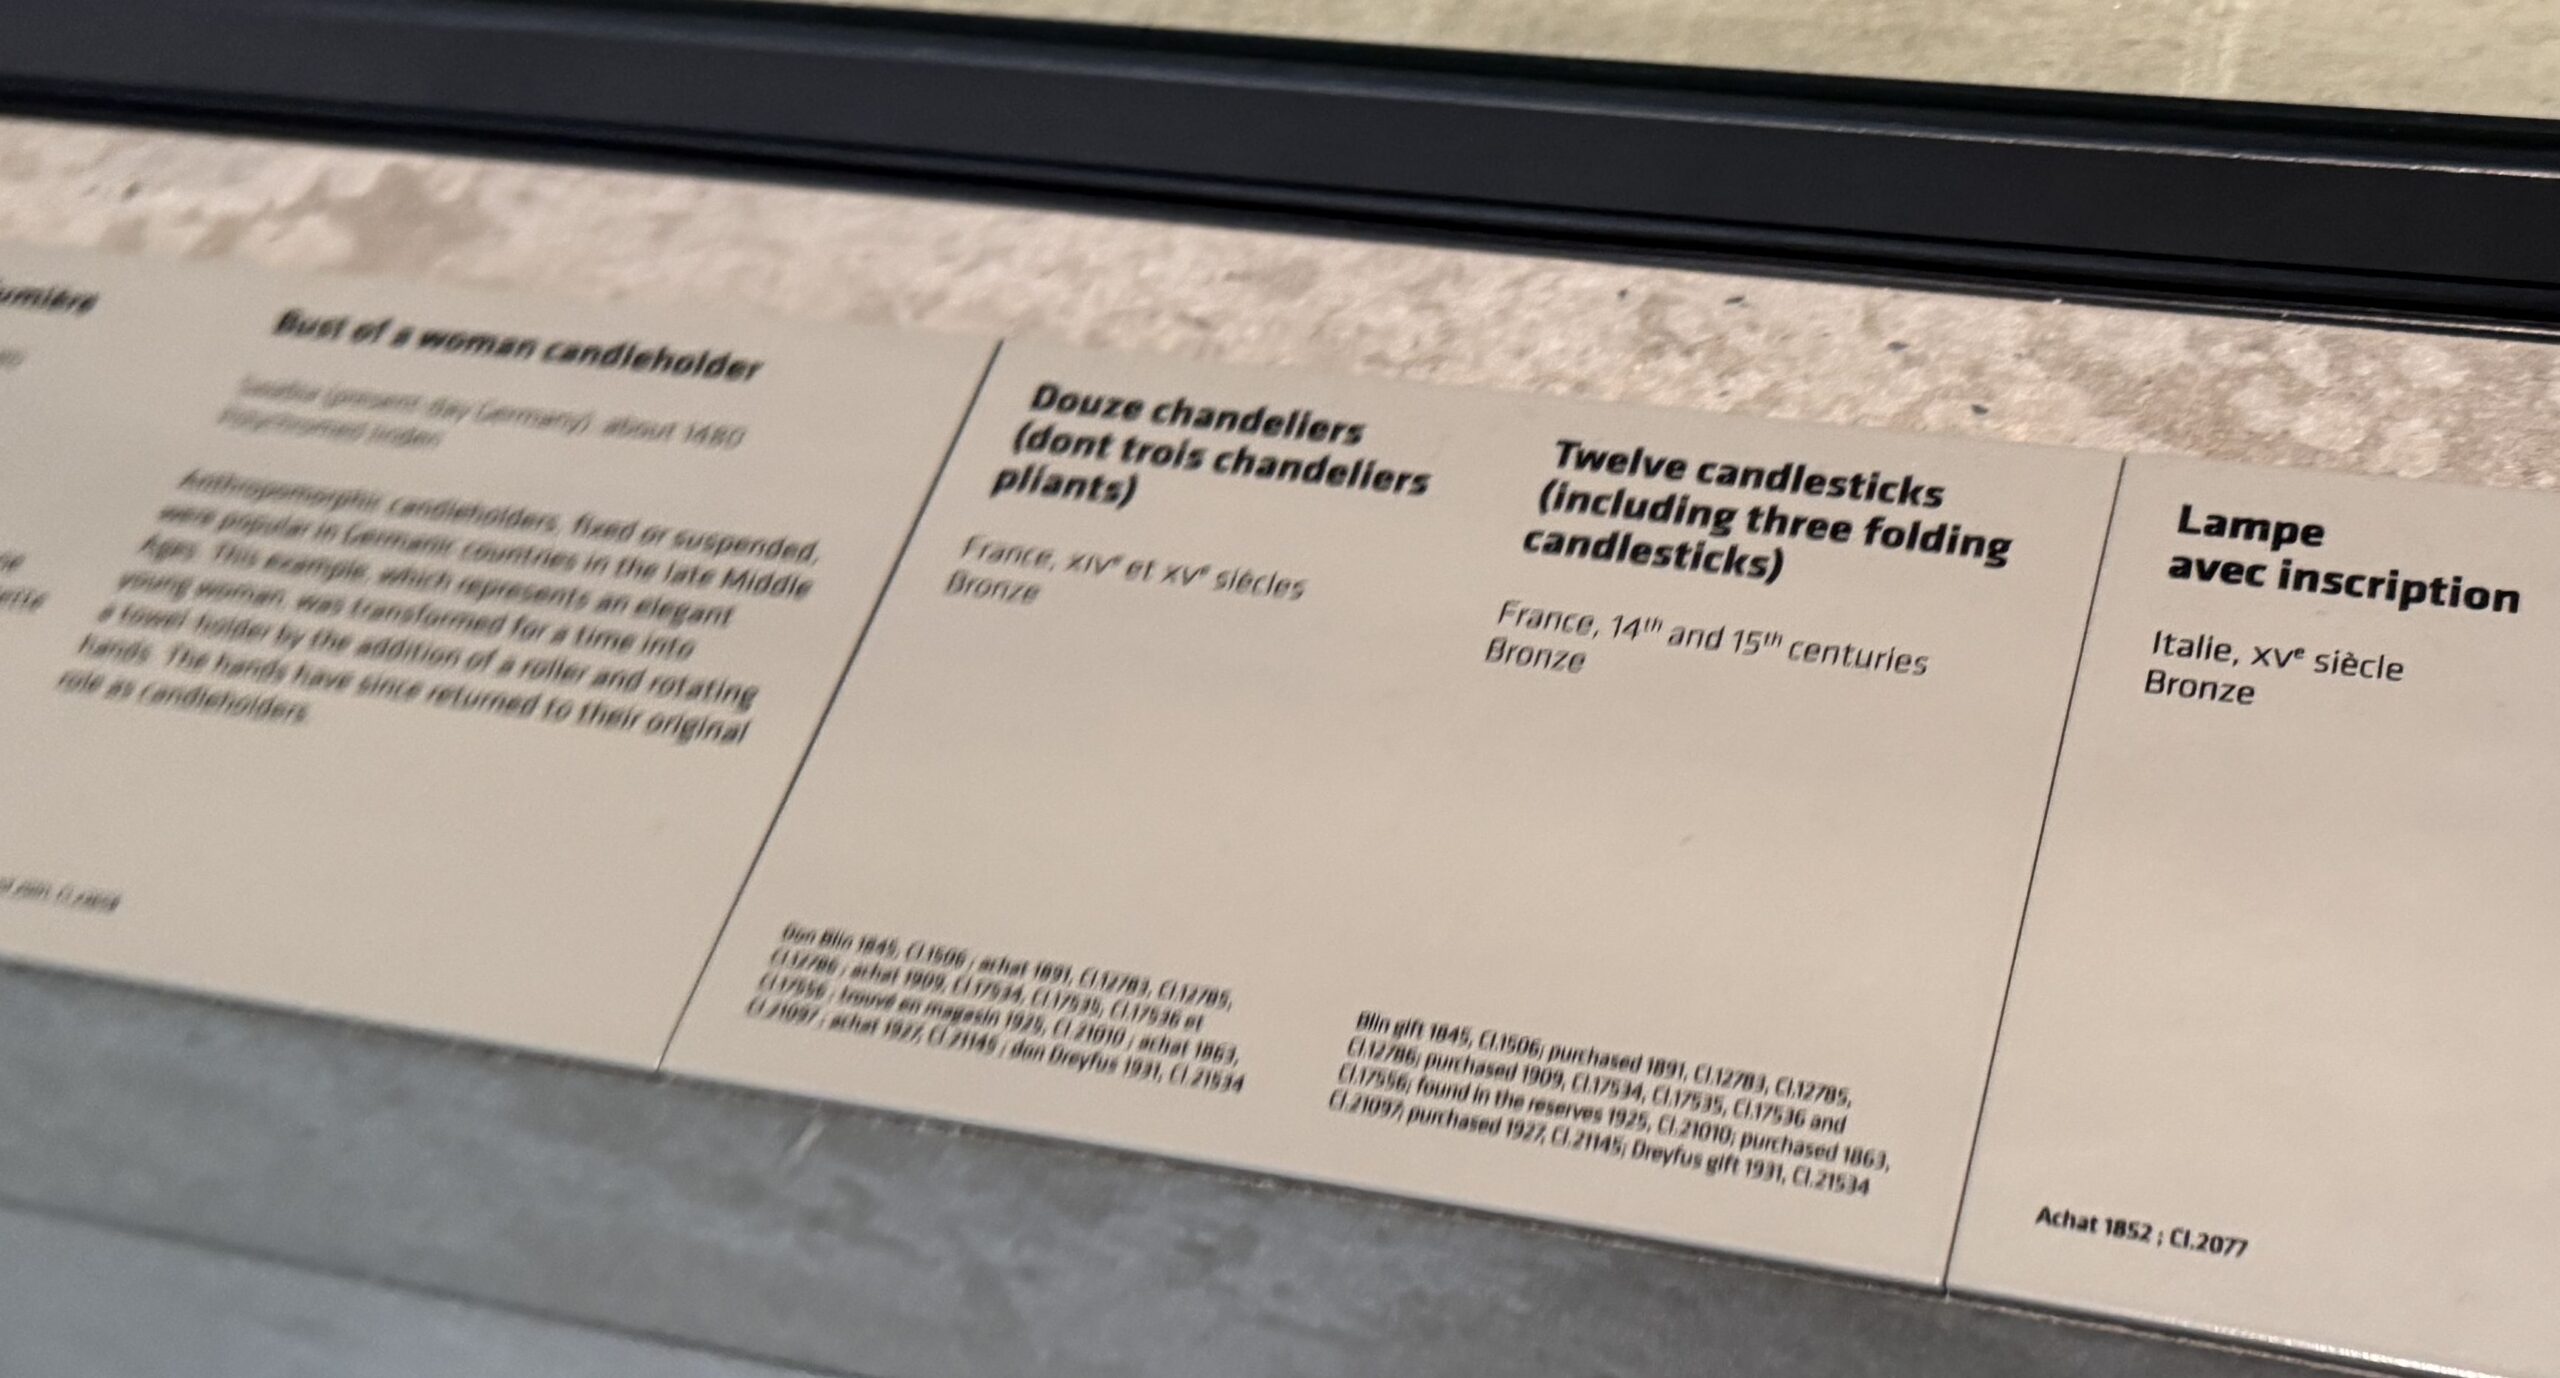 umière
Bust of a woman candleholder
(present-day Germany), about 1480
Polychromed linden
Anthropomorphic candleholders, fixed or suspended,
were popular in Germanic countries in the late Middle
Ages. This example, which represents an elegant
young woman, was transformed for a time into
a towel-holder by the addition of a roller and rotating
hands. The hands have since returned to their original
role as candleholders.
Douze chandeliers
(dont trois chandeliers
pliants)
France, XIVe et XVe siècles
Bronze
Don Blin 1845, Cl.1506 ; achat 1891, Cl.12783, Cl.12785,
Cl.12786 ; achat 1909, Cl.17534, Cl.17535, Cl.17536 et
Cl.17556 ; trouvé en magasin 1925, Cl.21010 ; achat 1863,
Cl.21097 ; achat 1927, Cl.21145 ; don Dreyfus 1931, Cl.21534
Twelve candlesticks
(including three folding
candlesticks)
France, 14th and 15th centuries
Bronze
Blin gift 1845, Cl.1506; purchased 1891, Cl.12783, Cl.12785,
Cl.12786; purchased 1909, Cl.17534, Cl.17535, Cl.17536 and
Cl.17556; found in the reserves 1925, Cl.21010; purchased 1863,
Cl.21097; purchased 1927, Cl.21145; Dreyfus gift 1931, Cl.21534
Lampe
avec inscription
Italie, XVe siècle
Bronze
Achat 1852 ; Cl.2077